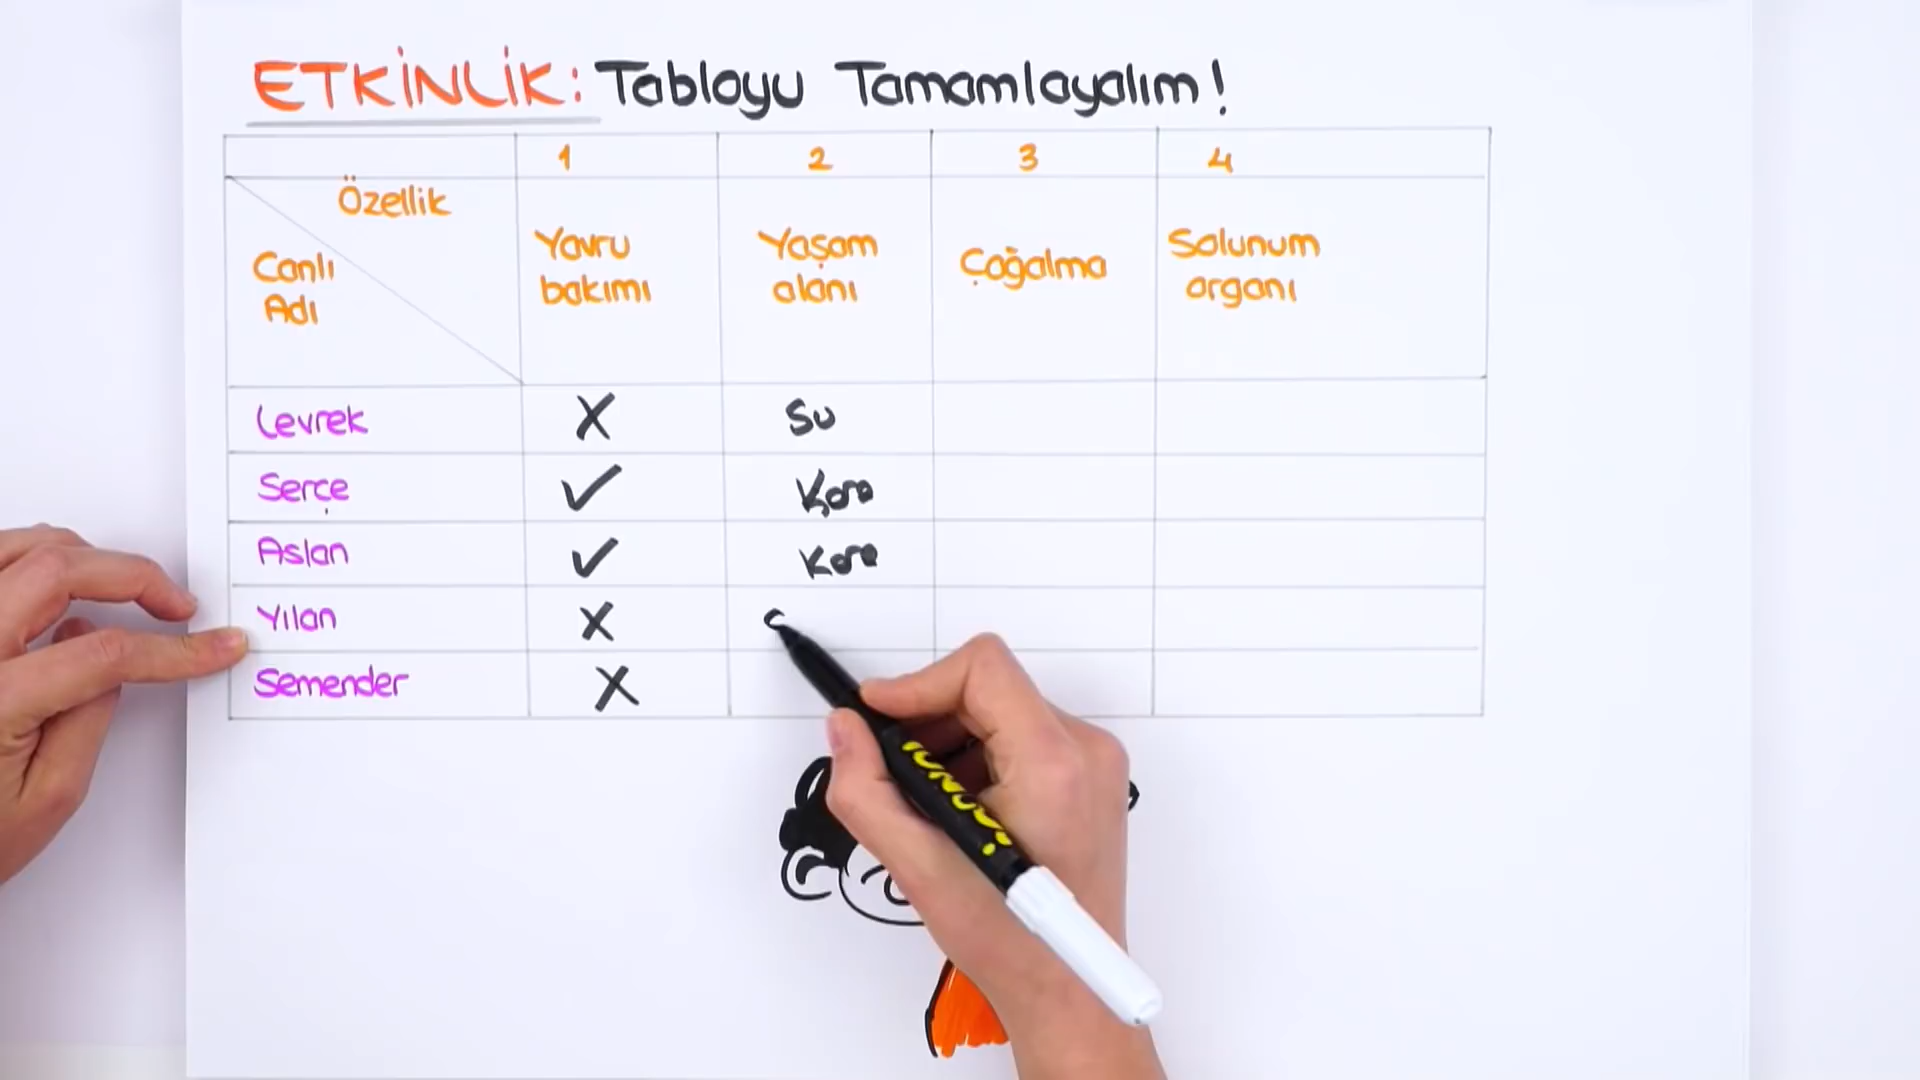 ETKİNLİK: Tabloyu Tamamlayalım!
1 2 3 4
Özellik
Canlı Adı
Yavru bakımı
Yaşam alanı
Çoğalma
Solunum organı
Levrek X Su
Serçe ✓ Kara
Aslan ✓ Kara
Yılan X
Semender X